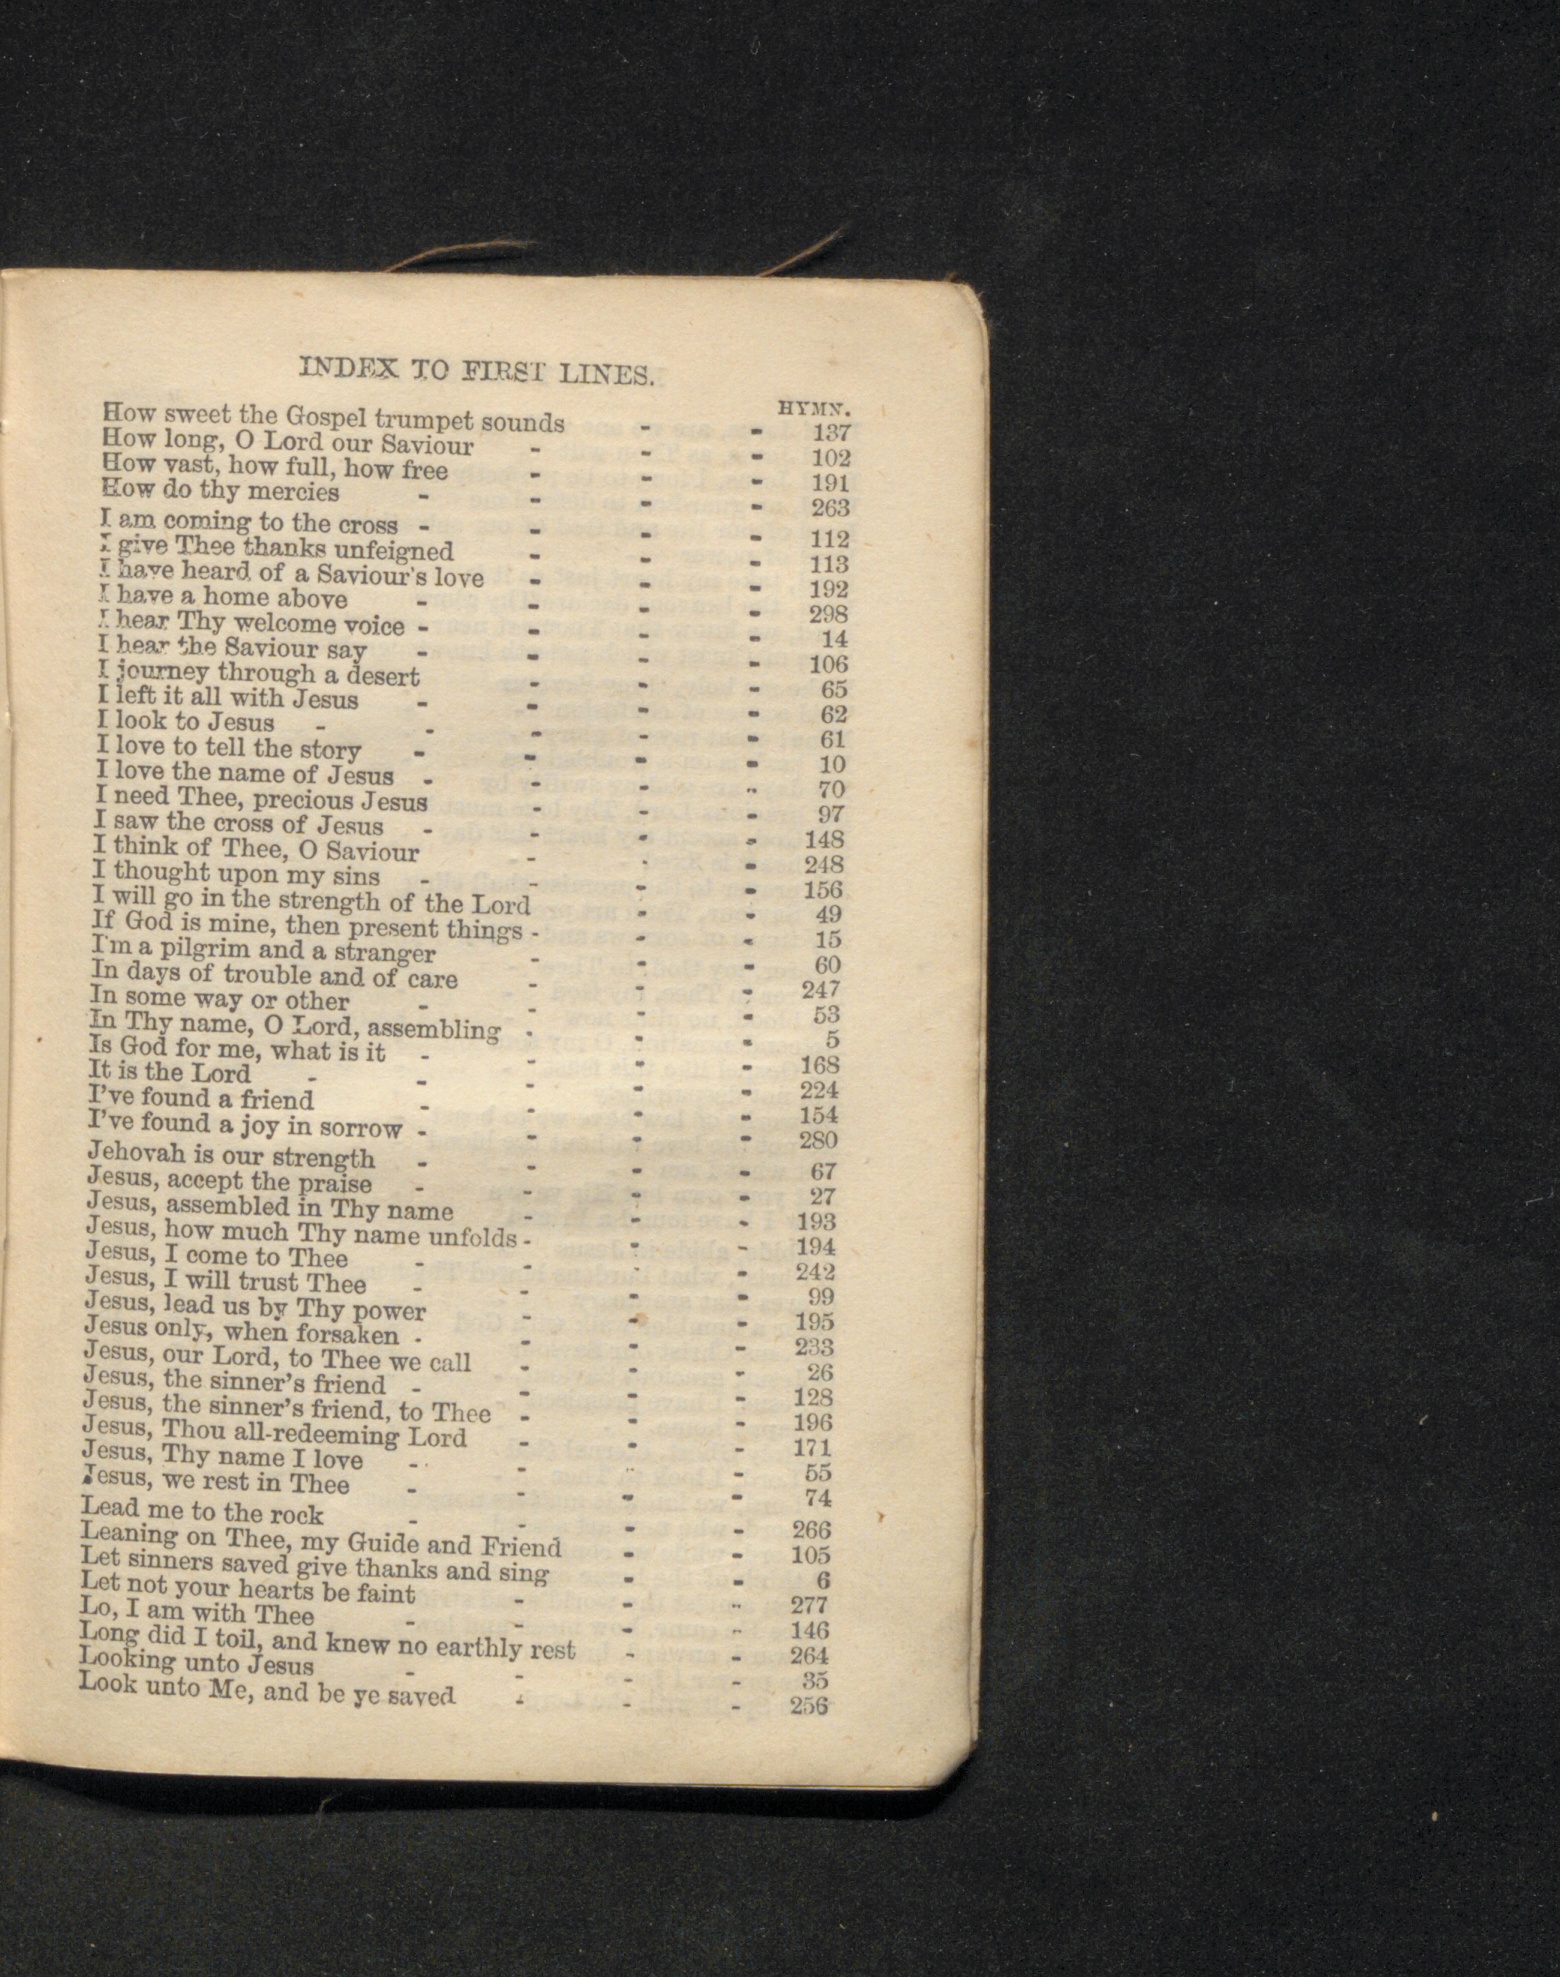 INDEX TO FIRST LINES.
HYMN.
How sweet the Gospel trumpet sounds - - 137
How long, O Lord our Saviour - - - 102
How vast, how full, how free - - - 191
How do thy mercies - - - - 263
I am coming to the cross - - - - 112
I give Thee thanks unfeigned - - - 113
I have heard of a Saviour's love - - - 192
I have a home above - - - - 298
I hear Thy welcome voice - - - - 14
I hear the Saviour say - - - - 106
I journey through a desert - - - 65
I left it all with Jesus - - - - 62
I look to Jesus - - - - 61
I love to tell the story - - - - 10
I love the name of Jesus - - - - 70
I need Thee, precious Jesus - - - 97
I saw the cross of Jesus - - - - 148
I think of Thee, O Saviour - - - 248
I thought upon my sins - - - - 156
I will go in the strength of the Lord - - 49
If God is mine, then present things - - - 15
I'm a pilgrim and a stranger - - - 60
In days of trouble and of care - - - 247
In some way or other - - - - 53
In Thy name, O Lord, assembling - - - 5
Is God for me, what is it - - - - 168
It is the Lord - - - - - 224
I've found a friend - - - - 154
I've found a joy in sorrow - - - - 280
Jehovah is our strength - - - - 67
Jesus, accept the praise - - - - 27
Jesus, assembled in Thy name - - - 193
Jesus, how much Thy name unfolds - - - 194
Jesus, I come to Thee - - - - 242
Jesus, I will trust Thee - - - - 99
Jesus, lead us by Thy power - - - 195
Jesus only, when forsaken - - - - 233
Jesus, our Lord, to Thee we call - - - 26
Jesus, the sinner's friend - - - - 128
Jesus, the sinner's friend, to Thee - - - 196
Jesus, Thou all-redeeming Lord - - - 171
Jesus, Thy name I love - - - - 55
Jesus, we rest in Thee - - - - 74
Lead me to the rock - - - - 266
Leaning on Thee, my Guide and Friend - - 105
Let sinners saved give thanks and sing - - 6
Let not your hearts be faint - - - 277
Lo, I am with Thee - - - - 146
Long did I toil, and knew no earthly rest - - 264
Looking unto Jesus - - - - 35
Look unto Me, and be ye saved - - - 256